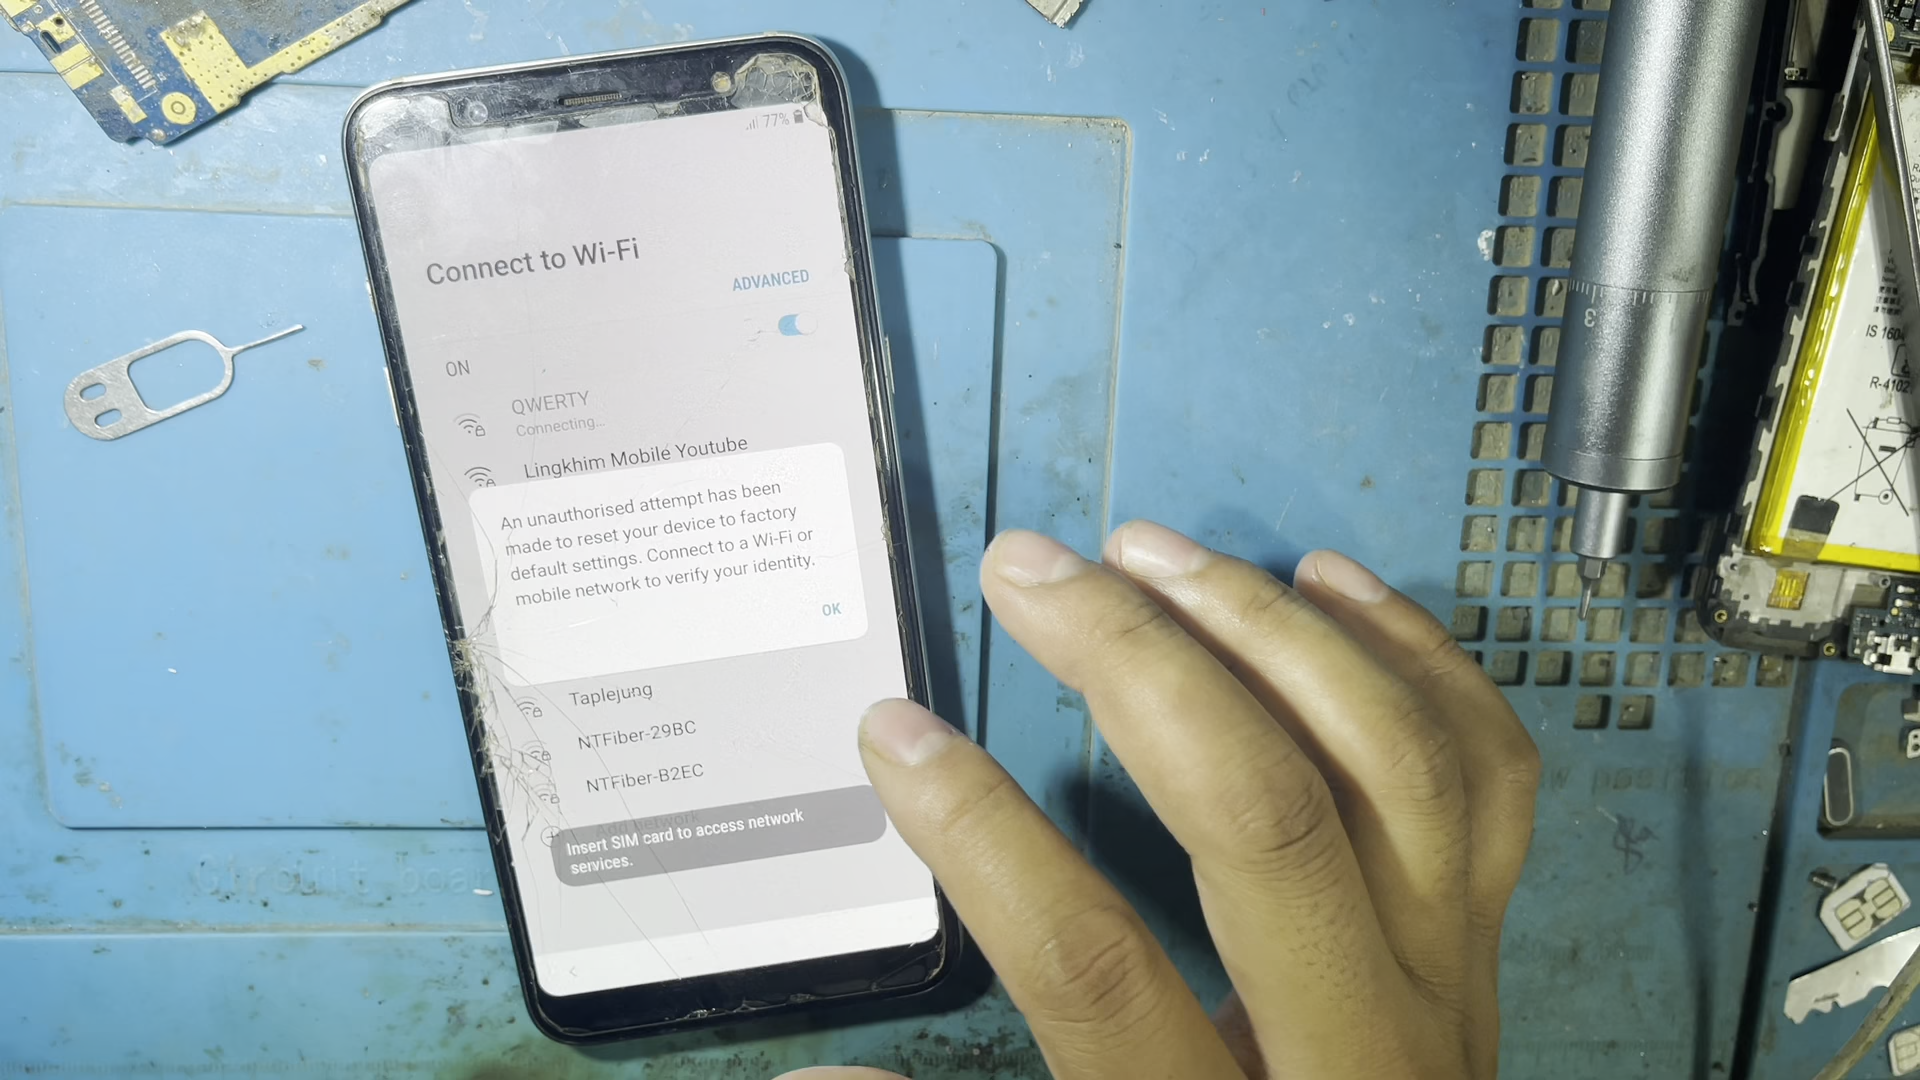 77%
Connect to Wi-Fi
ADVANCED
ON
QWERTY
Connecting...
Lingkhim Mobile Youtube
An unauthorised attempt has been
made to reset your device to factory
default settings. Connect to a Wi-Fi or
mobile network to verify your identity.
OK
Taplejung
NTFiber-29BC
NTFiber-B2EC
Add network
Insert SIM card to access network
services.
3
R-4102